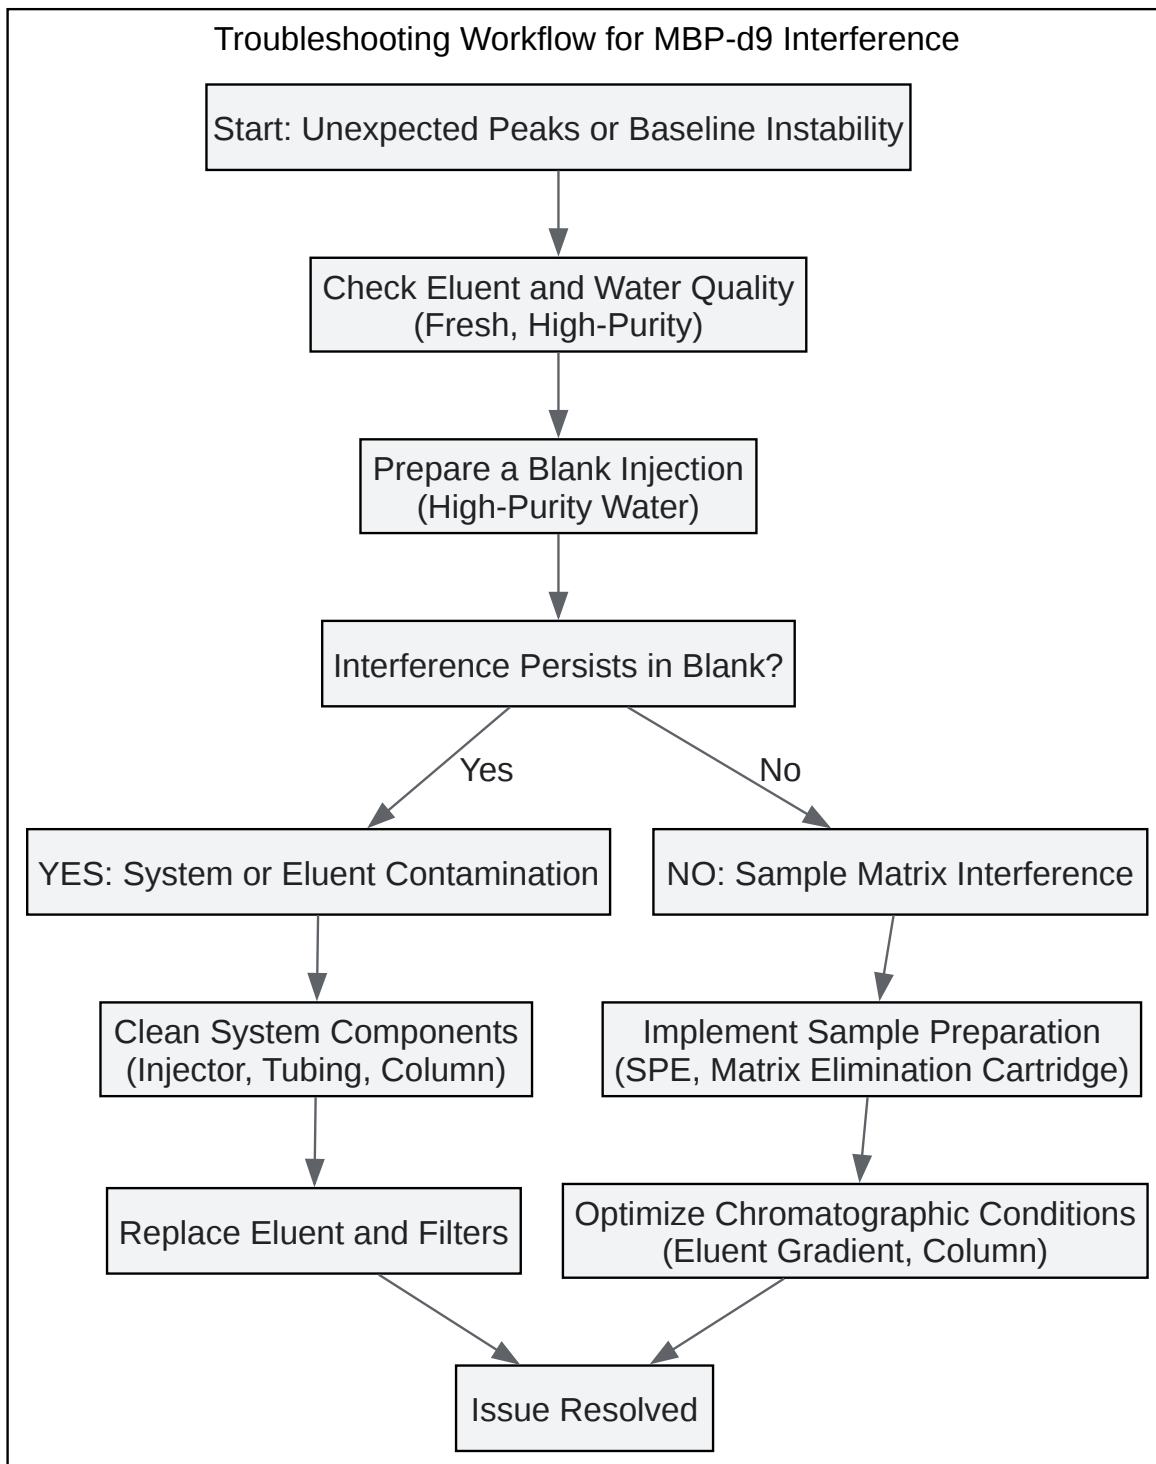 Troubleshooting Workflow for MBP-d9 Interference
Start: Unexpected Peaks or Baseline Instability
Check Eluent and Water Quality
(Fresh, High-Purity)
Prepare a Blank Injection
(High-Purity Water)
Interference Persists in Blank?
Yes
No
YES: System or Eluent Contamination
NO: Sample Matrix Interference
Clean System Components
(Injector, Tubing, Column)
Implement Sample Preparation
(SPE, Matrix Elimination Cartridge)
Replace Eluent and Filters
Optimize Chromatographic Conditions
(Eluent Gradient, Column)
Issue Resolved